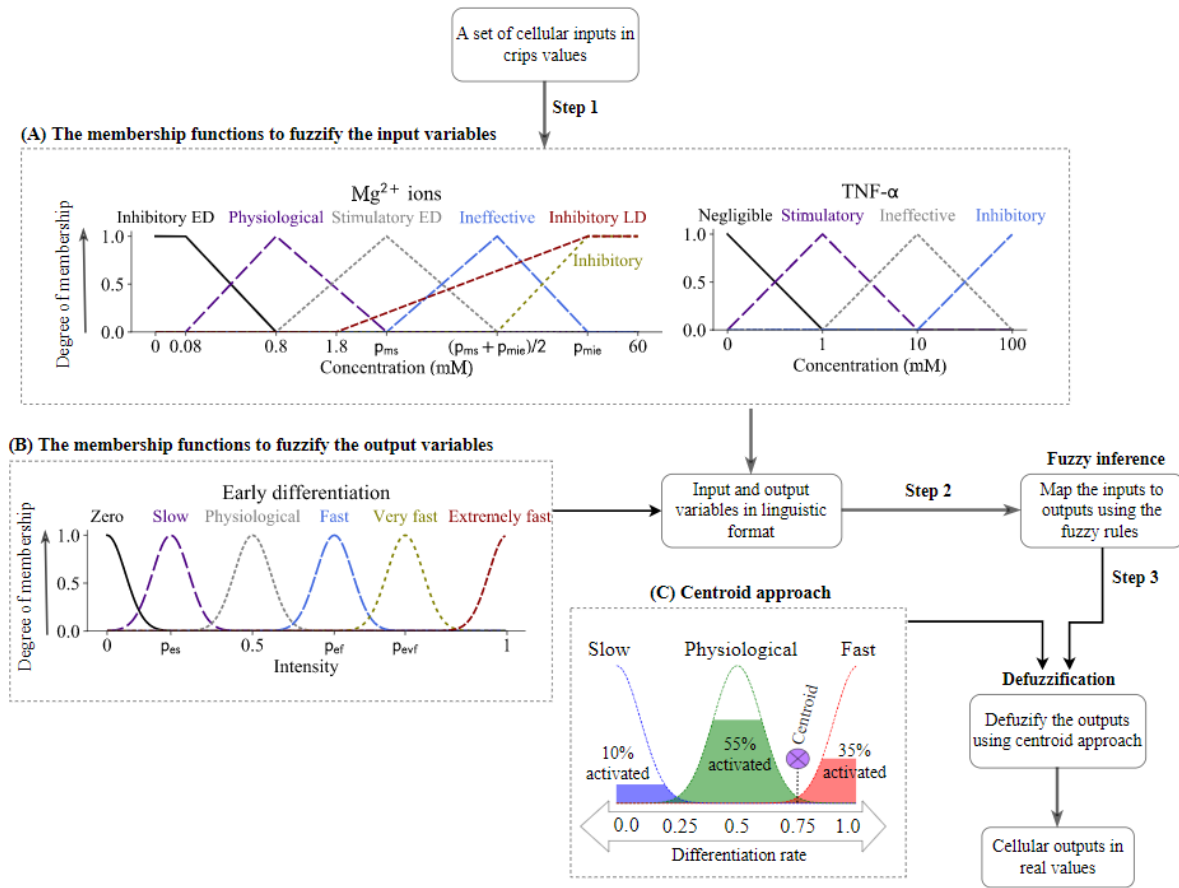 A set of cellular inputs in
crips values
Step 1
(A) The membership functions to fuzzify the input variables
Mg²⁺ ions
Inhibitory ED Physiological Stimulatory ED Ineffective Inhibitory LD
Inhibitory
Degree of membership
1.0
0.5
0.0
0 0.08 0.8 1.8 pₘₛ (pₘₛ + pₘᵢₑ)/2 pₘᵢₑ 60
Concentration (mM)
TNF-α
Negligible Stimulatory Ineffective Inhibitory
1.0
0.5
0.0
0 1 10 100
Concentration (mM)
(B) The membership functions to fuzzify the output variables
Early differentiation
Zero Slow Physiological Fast Very fast Extremely fast
Degree of membership
1.0
0.5
0.0
0 pₑₛ 0.5 p_ef p_evf 1
Intensity
Input and output
variables in linguistic
format
Step 2
Fuzzy inference
Map the inputs to
outputs using the
fuzzy rules
Step 3
(C) Centroid approach
Slow Physiological Fast
Centroid
10%
activated
55%
activated
35%
activated
0.0 0.25 0.5 0.75 1.0
Differentiation rate
Defuzzification
Defuzify the outputs
using centroid approach
Cellular outputs in
real values